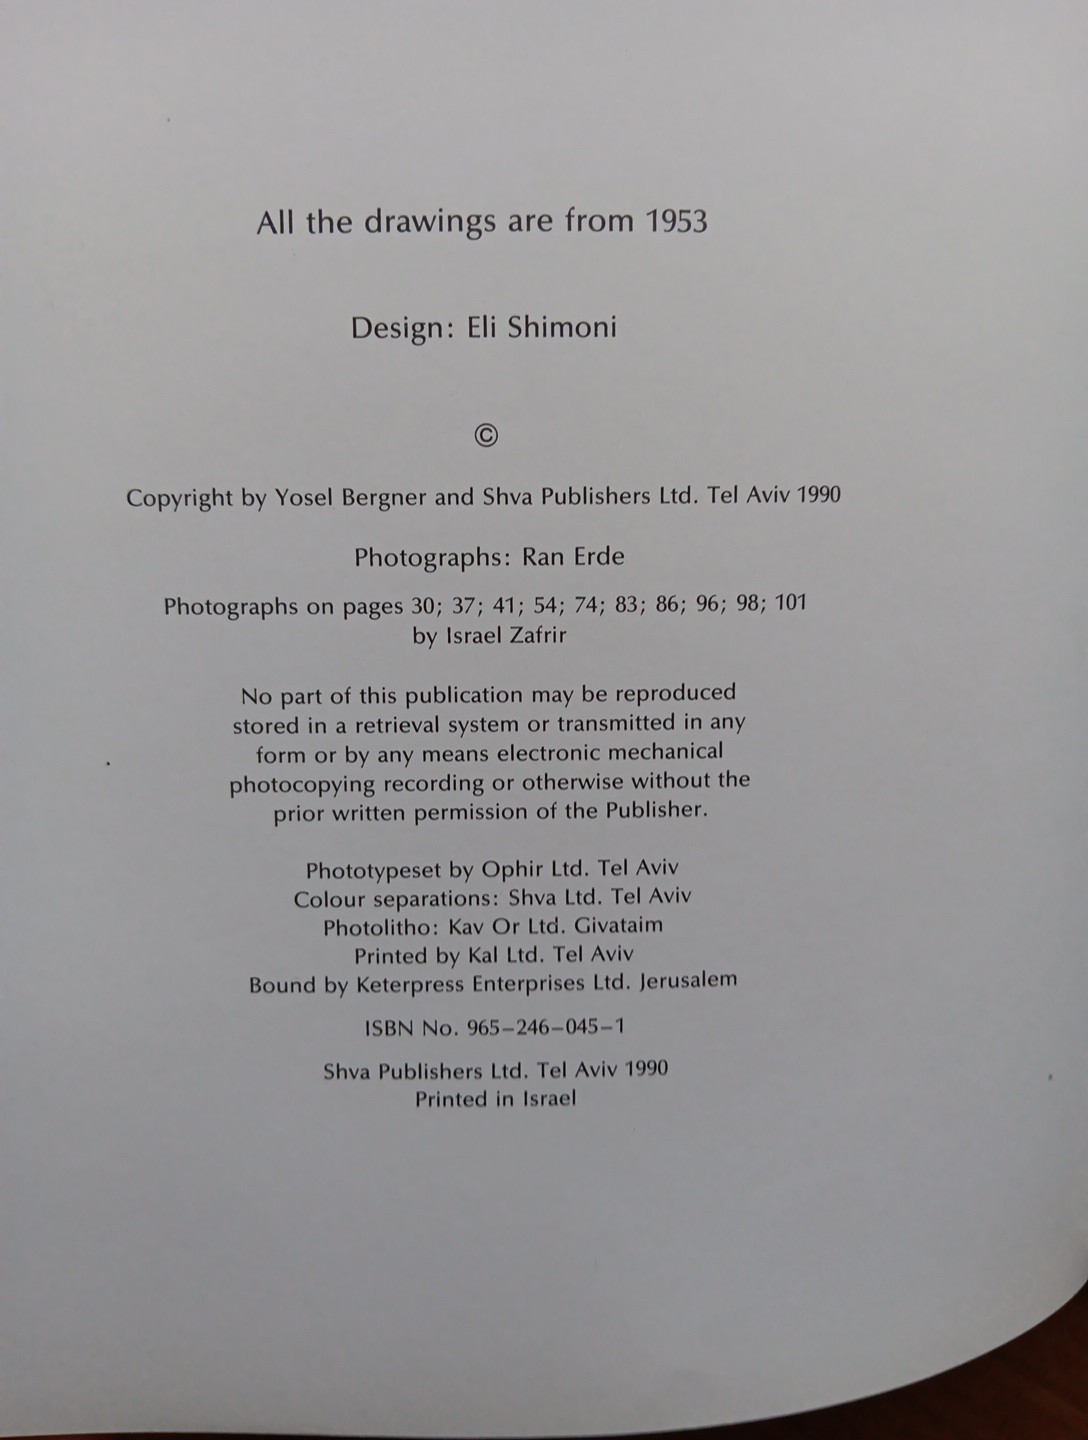 All the drawings are from 1953
Design: Eli Shimoni
©
Copyright by Yosel Bergner and Shva Publishers Ltd. Tel Aviv 1990
Photographs: Ran Erde
Photographs on pages 30; 37; 41; 54; 74; 83; 86; 96; 98; 101
by Israel Zafrir
No part of this publication may be reproduced
stored in a retrieval system or transmitted in any
form or by any means electronic mechanical
photocopying recording or otherwise without the
prior written permission of the Publisher.
Phototypeset by Ophir Ltd. Tel Aviv
Colour separations: Shva Ltd. Tel Aviv
Photolitho: Kav Or Ltd. Givataim
Printed by Kal Ltd. Tel Aviv
Bound by Keterpress Enterprises Ltd. Jerusalem
ISBN No. 965–246–045–1
Shva Publishers Ltd. Tel Aviv 1990
Printed in Israel